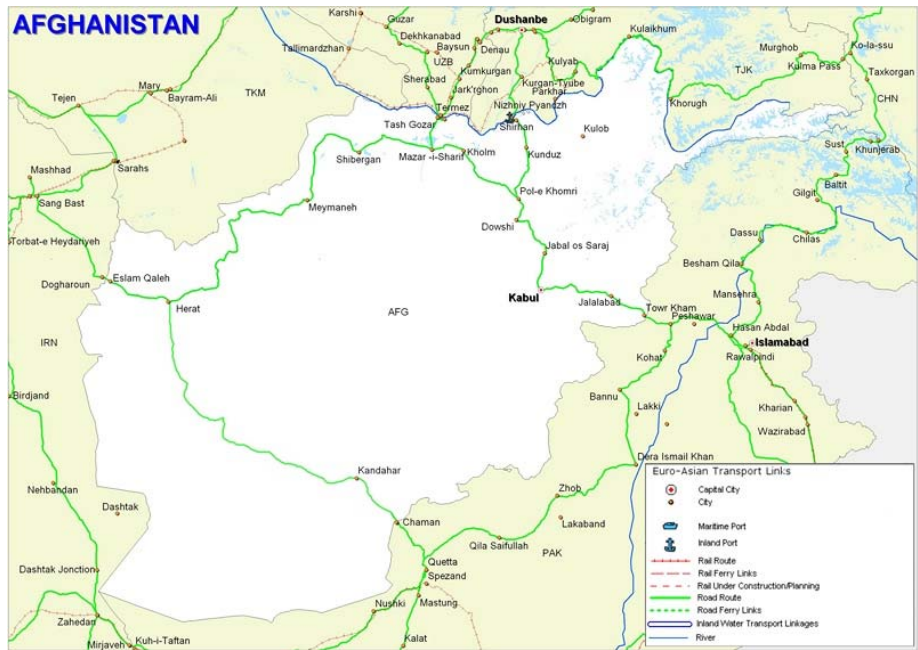 AFGHANISTAN
Karshi
Guzar
Dushanbe
Obigram
Kulaikhum
Tallimardzhan
Dekhkanabad
Baysun
Denau
Murghob
Ko-la-ssu
UZB
Kumkurgan
Kulyab
Kulma Pass
Sherabad
Kurgan-Tyube
TJK
Taxkorgan
Mary
Jark'rghon
Parkhar
Tejen
Bayram-Ali
TKM
Nizhniy Pyandzh
Khorugh
CHN
Termez
Tash Gozar
Shirhan
Kulob
Sust
Khunjerab
Shibergan
Mazar -i-Sharif
Kholm
Kunduz
Mashhad
Sarahs
Baltit
Sang Bast
Pol-e Khomri
Gilgit
Meymaneh
Dowshi
Torbat-e Heydariyeh
Dassu
Chilas
Jabal os Saraj
Besham Qila
Dogharoun
Eslam Qaleh
Kabul
Jalalabad
Mansehra
Herat
AFG
Towr Kham
Peshawar
Hasan Abdal
IRN
Islamabad
Kohat
Rawalpindi
Birdjand
Bannu
Lakki
Kharian
Wazirabad
Dera Ismail Khan
Kandahar
Nehbandan
Zhob
Dashtak
Chaman
Lakaband
Qila Saifullah
PAK
Dashtak Jonction
Quetta
Spezand
Nushki
Mastung
Zahedan
Mirjaveh
Kuh-i-Taftan
Kalat
Euro-Asian Transport Links
Capital City
City
Maritime Port
Inland Port
Rail Route
Rail Ferry Links
Rail Under Construction/Planning
Road Route
Road Ferry Links
Inland Water Transport Linkages
River